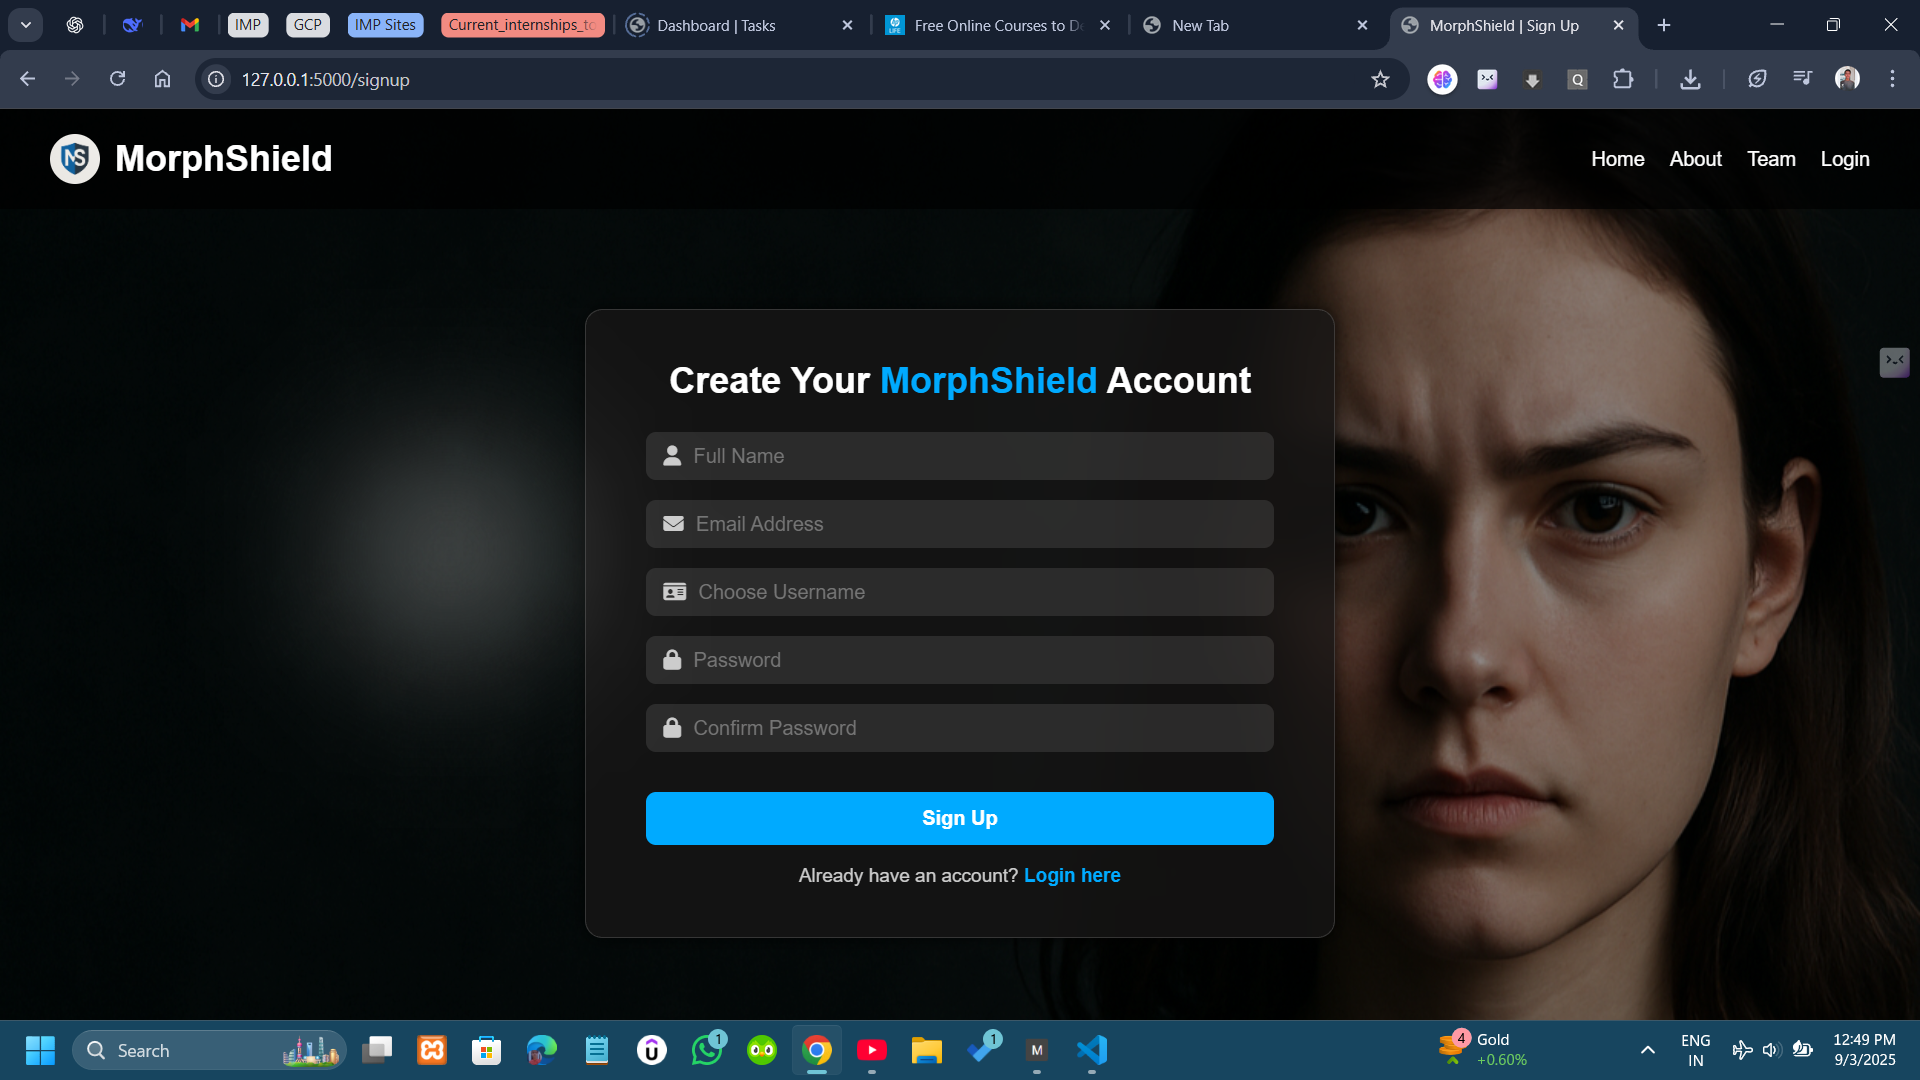 IMP
GCP
IMP Sites
Current_internships_to
Dashboard | Tasks
Free Online Courses to De
New Tab
MorphShield | Sign Up
127.0.0.1:5000/signup
Q
MorphShield
Home
About
Team
Login
Create Your MorphShield Account
Full Name
Email Address
Choose Username
Password
Confirm Password
Sign Up
Already have an account? Login here
Search
1
1
M
4
Gold
+0.60%
ENG
IN
12:49 PM
9/3/2025